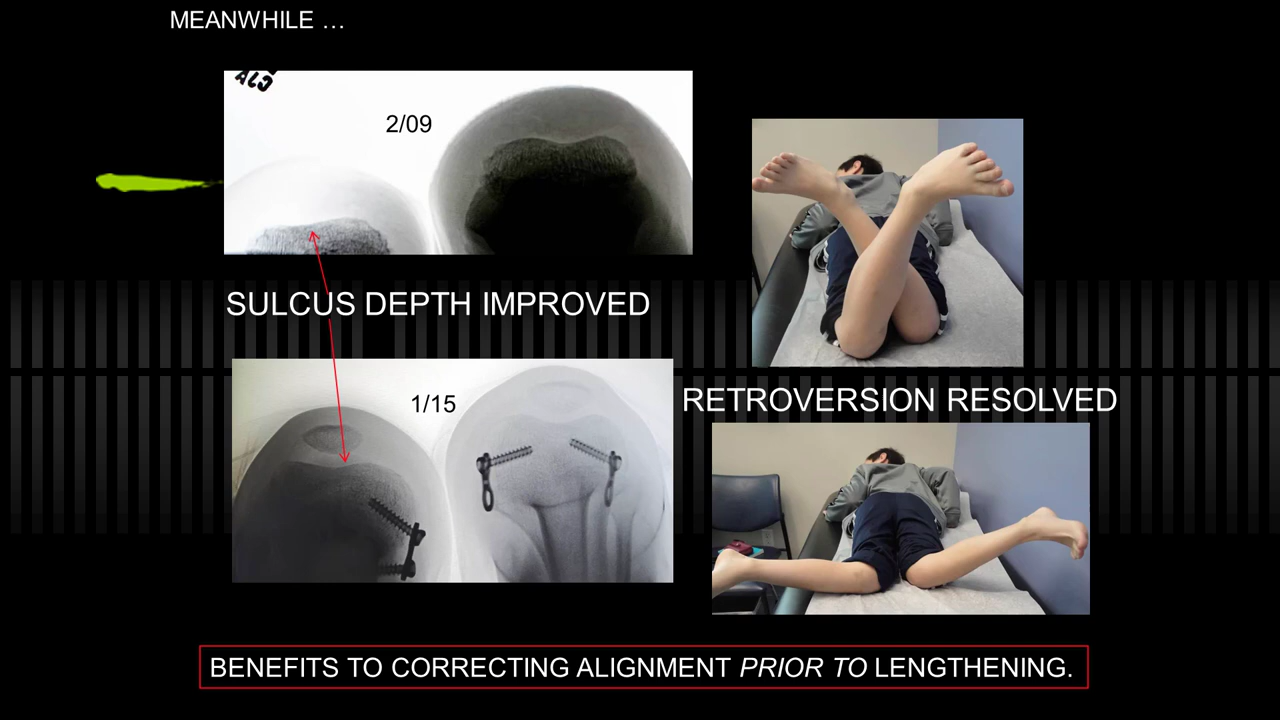 MEANWHILE …
2/09
SULCUS DEPTH IMPROVED
1/15
RETROVERSION RESOLVED
BENEFITS TO CORRECTING ALIGNMENT PRIOR TO LENGTHENING.